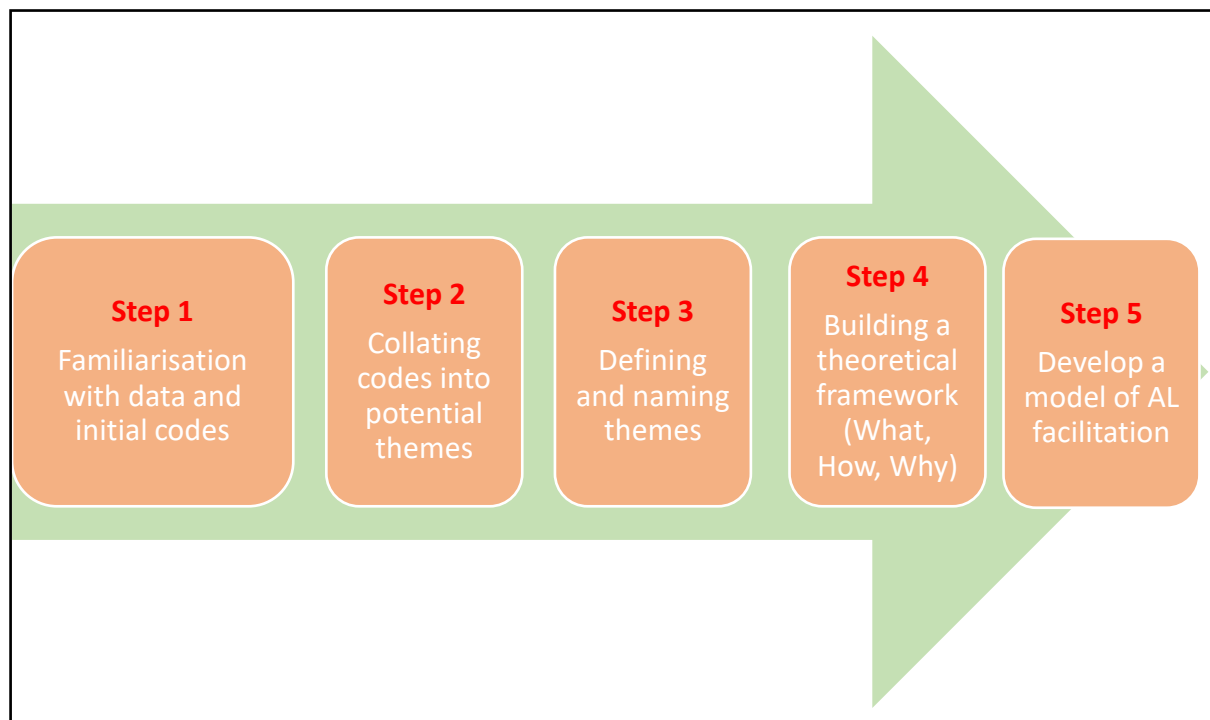 Step 1
Familiarisation
with data and
initial codes
Step 2
Collating
codes into
potential
themes
Step 3
Defining
and naming
themes
Step 4
Building a
theoretical
framework
(What,
How, Why)
Step 5
Develop a
model of AL
facilitation